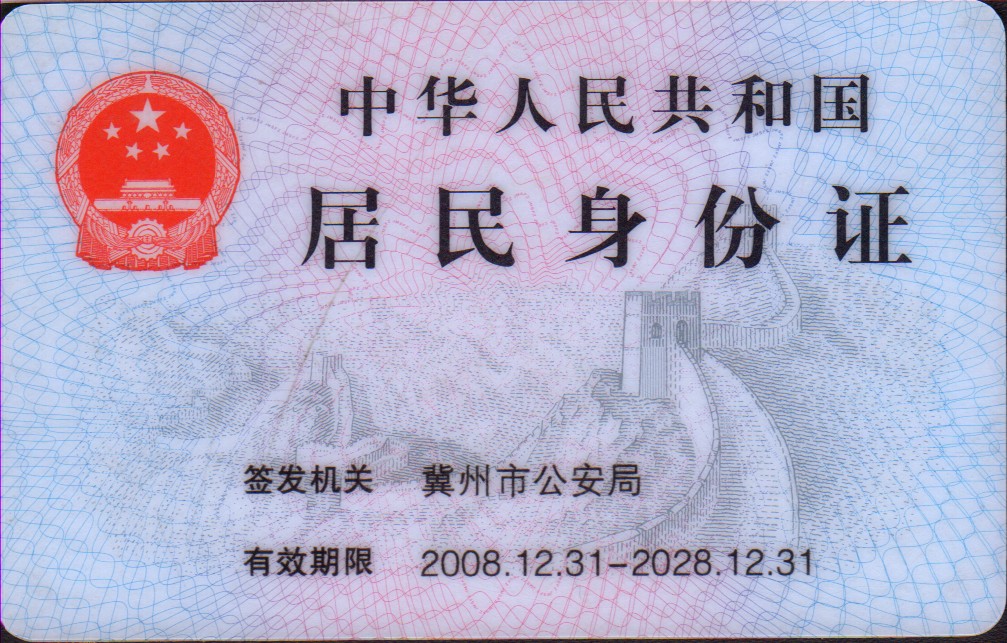 中华人民共和国
居民身份证
签发机关 冀州市公安局
有效期限 2008.12.31-2028.12.31